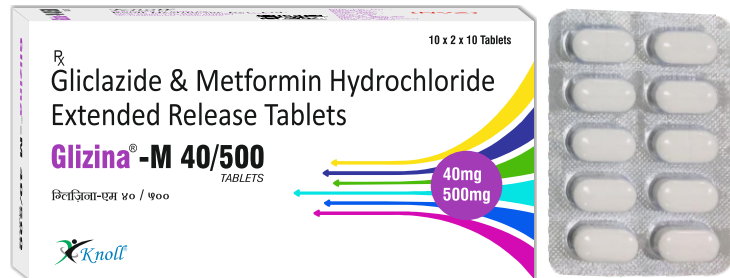 10 x 2 x 10 Tablets
Rx
Gliclazide & Metformin Hydrochloride
Extended Release Tablets
Glizina® -M 40/500
TABLETS
ग्लिज़िना-एम ४० / ५००
40mg
500mg
Knoll®